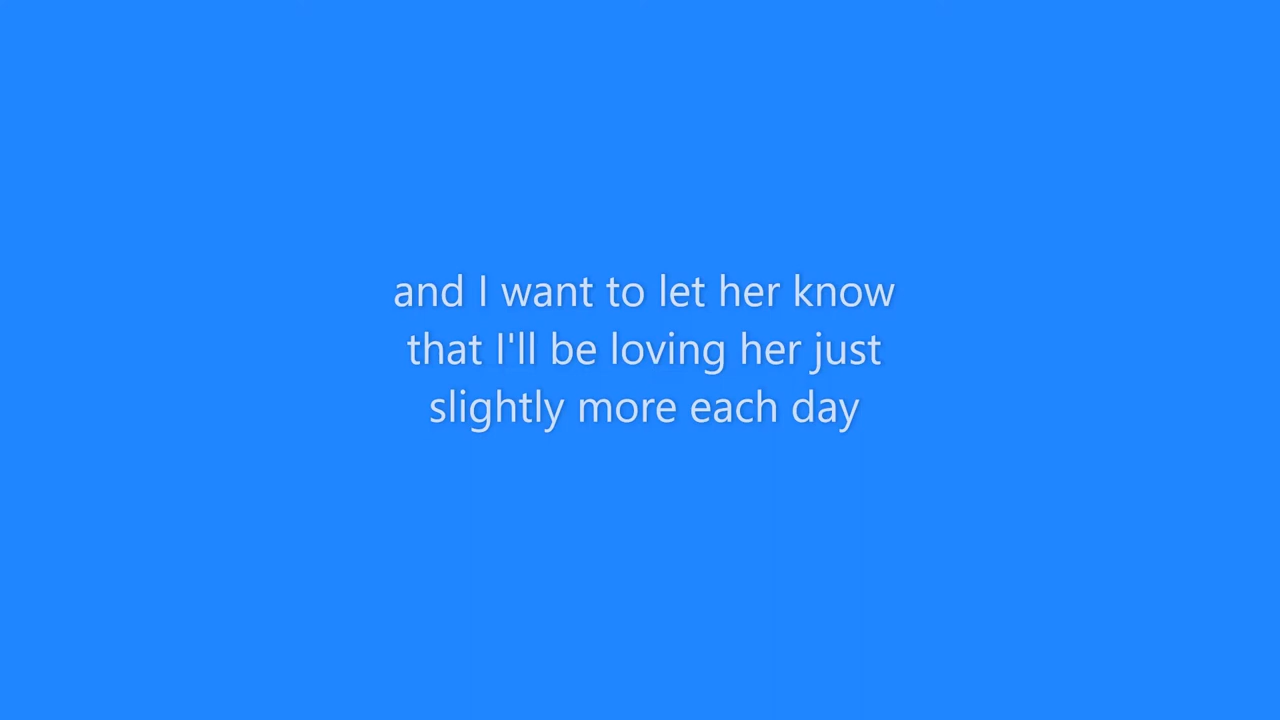 and I want to let her know
that I'll be loving her just
slightly more each day